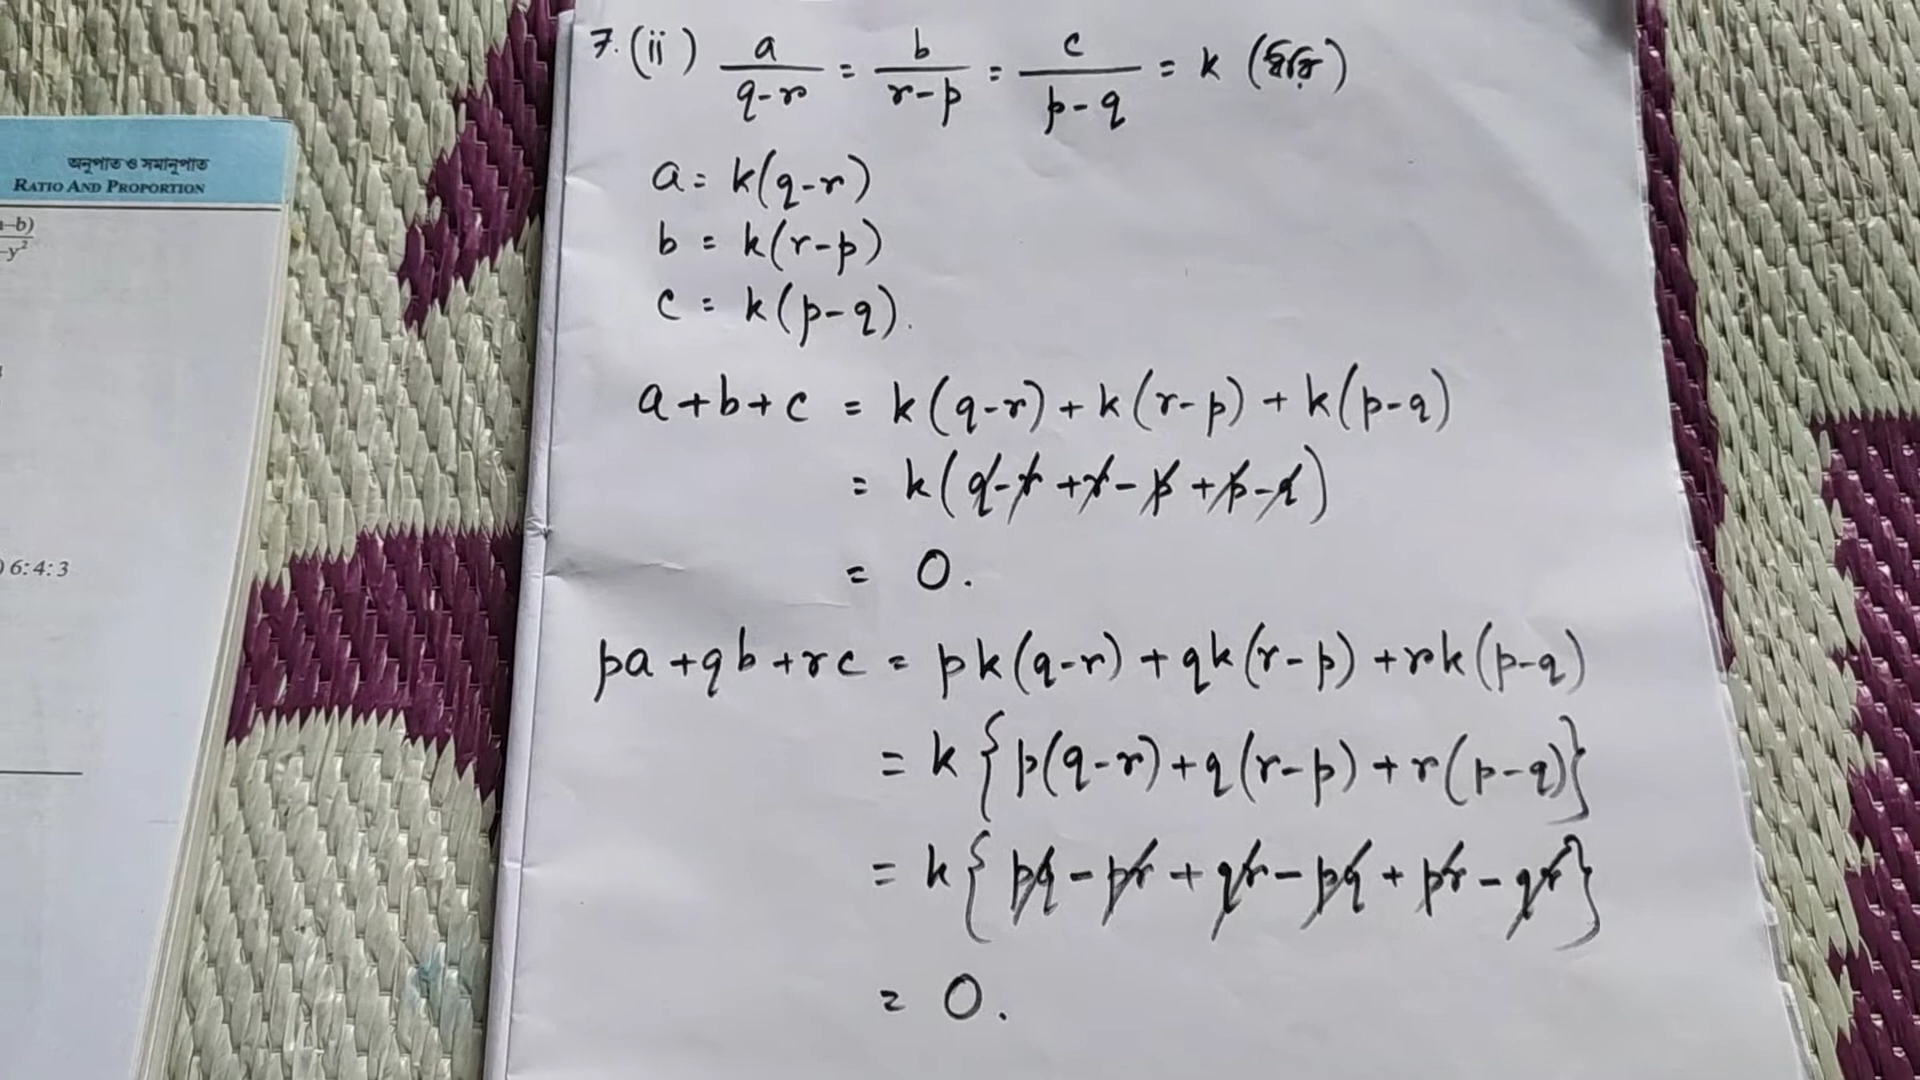 অনুপাত ও সমানুপাত
RATIO AND PROPORTION
-b)
-y²
6:4:3
7. (ii) a/(q-r) = b/(r-p) = c/(p-q) = k (ধরি)
a = k(q-r)
b = k(r-p)
c = k(p-q).
a+b+c = k(q-r)+k(r-p)+k(p-q)
= k(q-r+r-p+p-q)
= 0.
pa+qb+rc = pk(q-r)+qk(r-p)+rk(p-q)
= k{p(q-r)+q(r-p)+r(p-q)}
= k{pq-pr+qr-pq+pr-qr}
= 0.